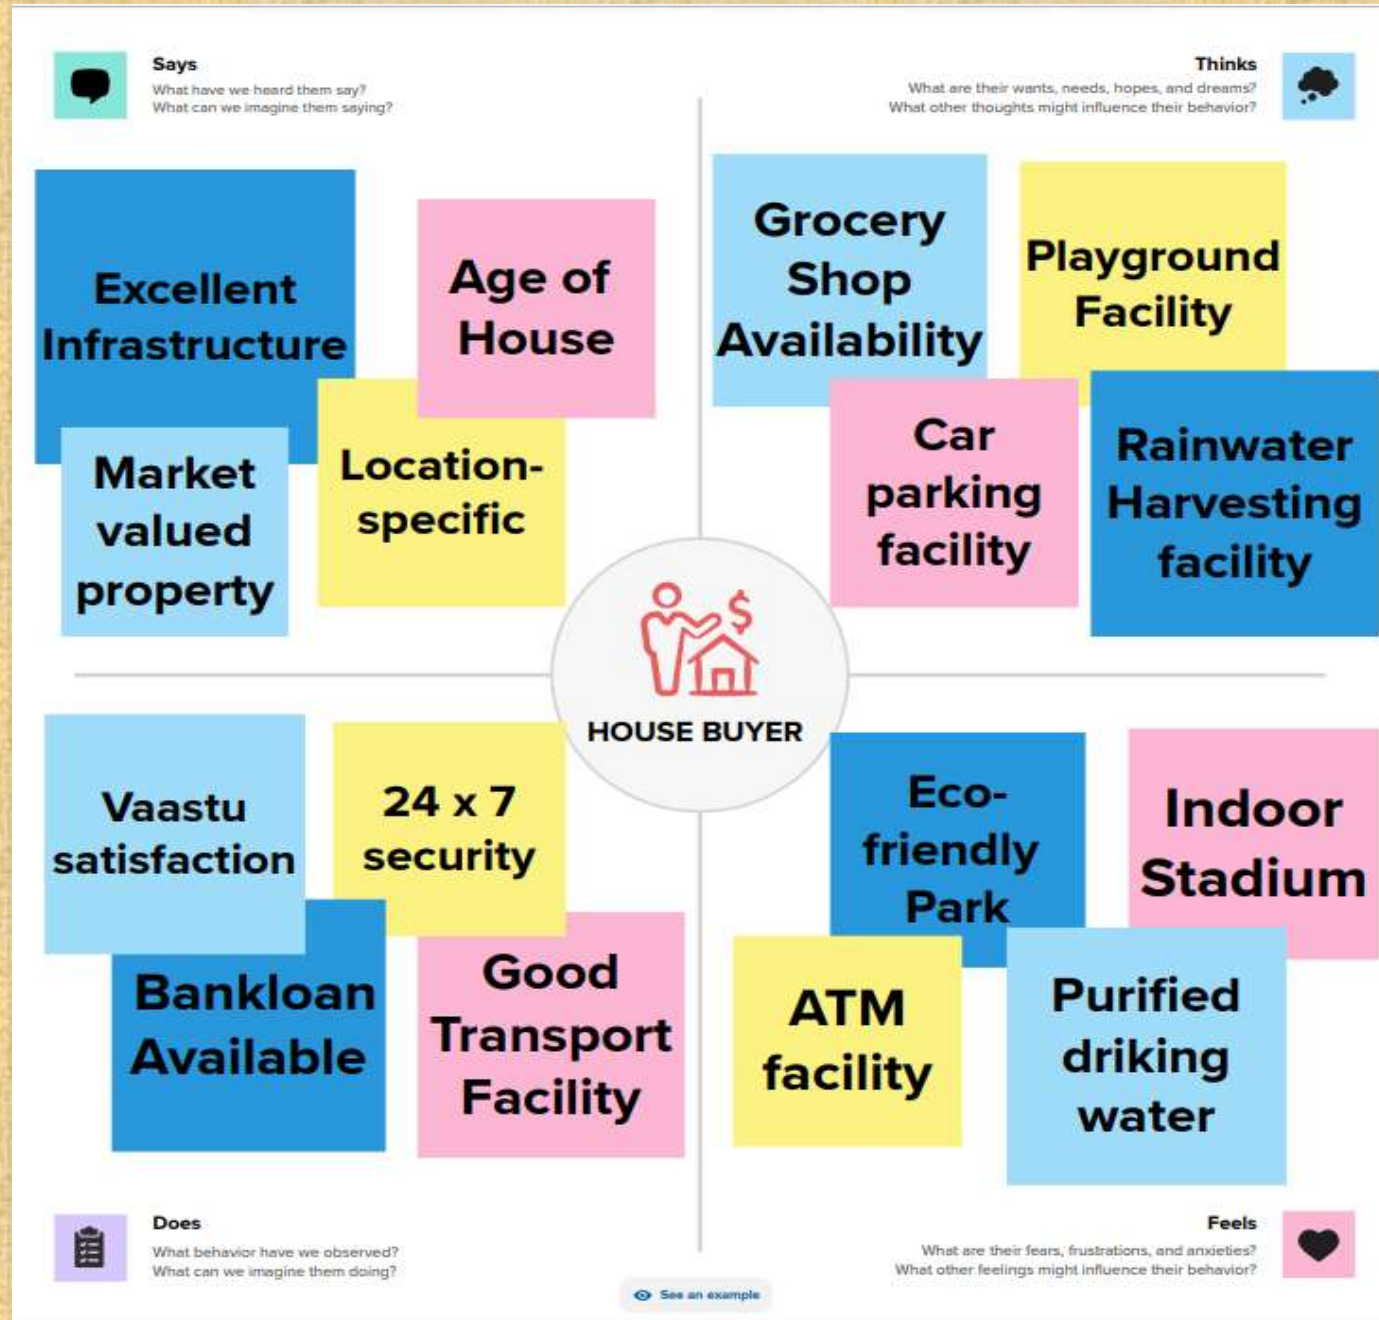 Says
What have we heard them say?
What can we imagine them saying?
Thinks
What are their wants, needs, hopes, and dreams?
What other thoughts might influence their behavior?
Excellent
Infrastructure
Age of
House
Market
valued
property
Location-
specific
Grocery
Shop
Availability
Playground
Facility
Car
parking
facility
Rainwater
Harvesting
facility
HOUSE BUYER
Vaastu
satisfaction
24 x 7
security
Bankloan
Available
Good
Transport
Facility
Eco-
friendly
Park
Indoor
Stadium
ATM
facility
Purified
driking
water
Does
What behavior have we observed?
What can we imagine them doing?
Feels
What are their fears, frustrations, and anxieties?
What other feelings might influence their behavior?
See an example